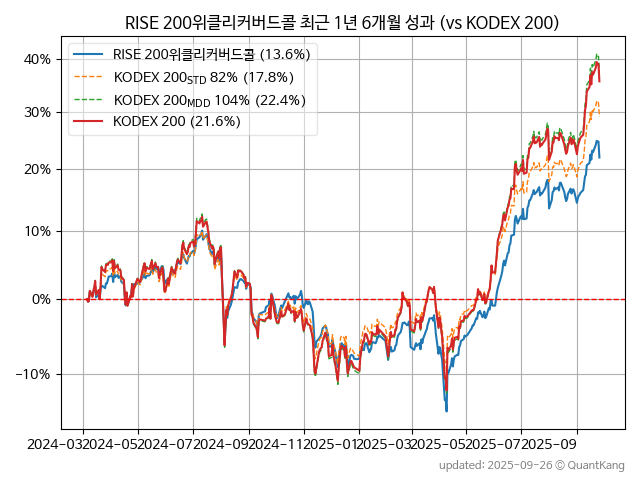 RISE 200위클리커버드콜 최근 1년 6개월 성과 (vs KODEX 200)
RISE 200위클리커버드콜 (13.6%)
KODEX 200STD 82% (17.8%)
KODEX 200MDD 104% (22.4%)
KODEX 200 (21.6%)
40%
30%
20%
10%
0%
−10%
2024-03 2024-05 2024-07 2024-09 2024-11 2025-01 2025-03 2025-05 2025-07 2025-09
updated: 2025-09-26 © QuantKang